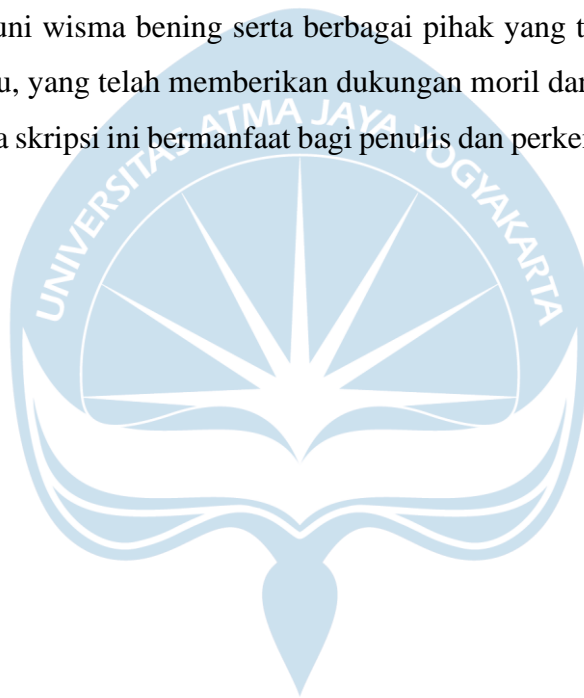 uni wisma bening serta berbagai pihak yang t
u, yang telah memberikan dukungan moril dan
a skripsi ini bermanfaat bagi penulis dan perke
UNIVERSITAS ATMA JAYA YOGYAKARTA